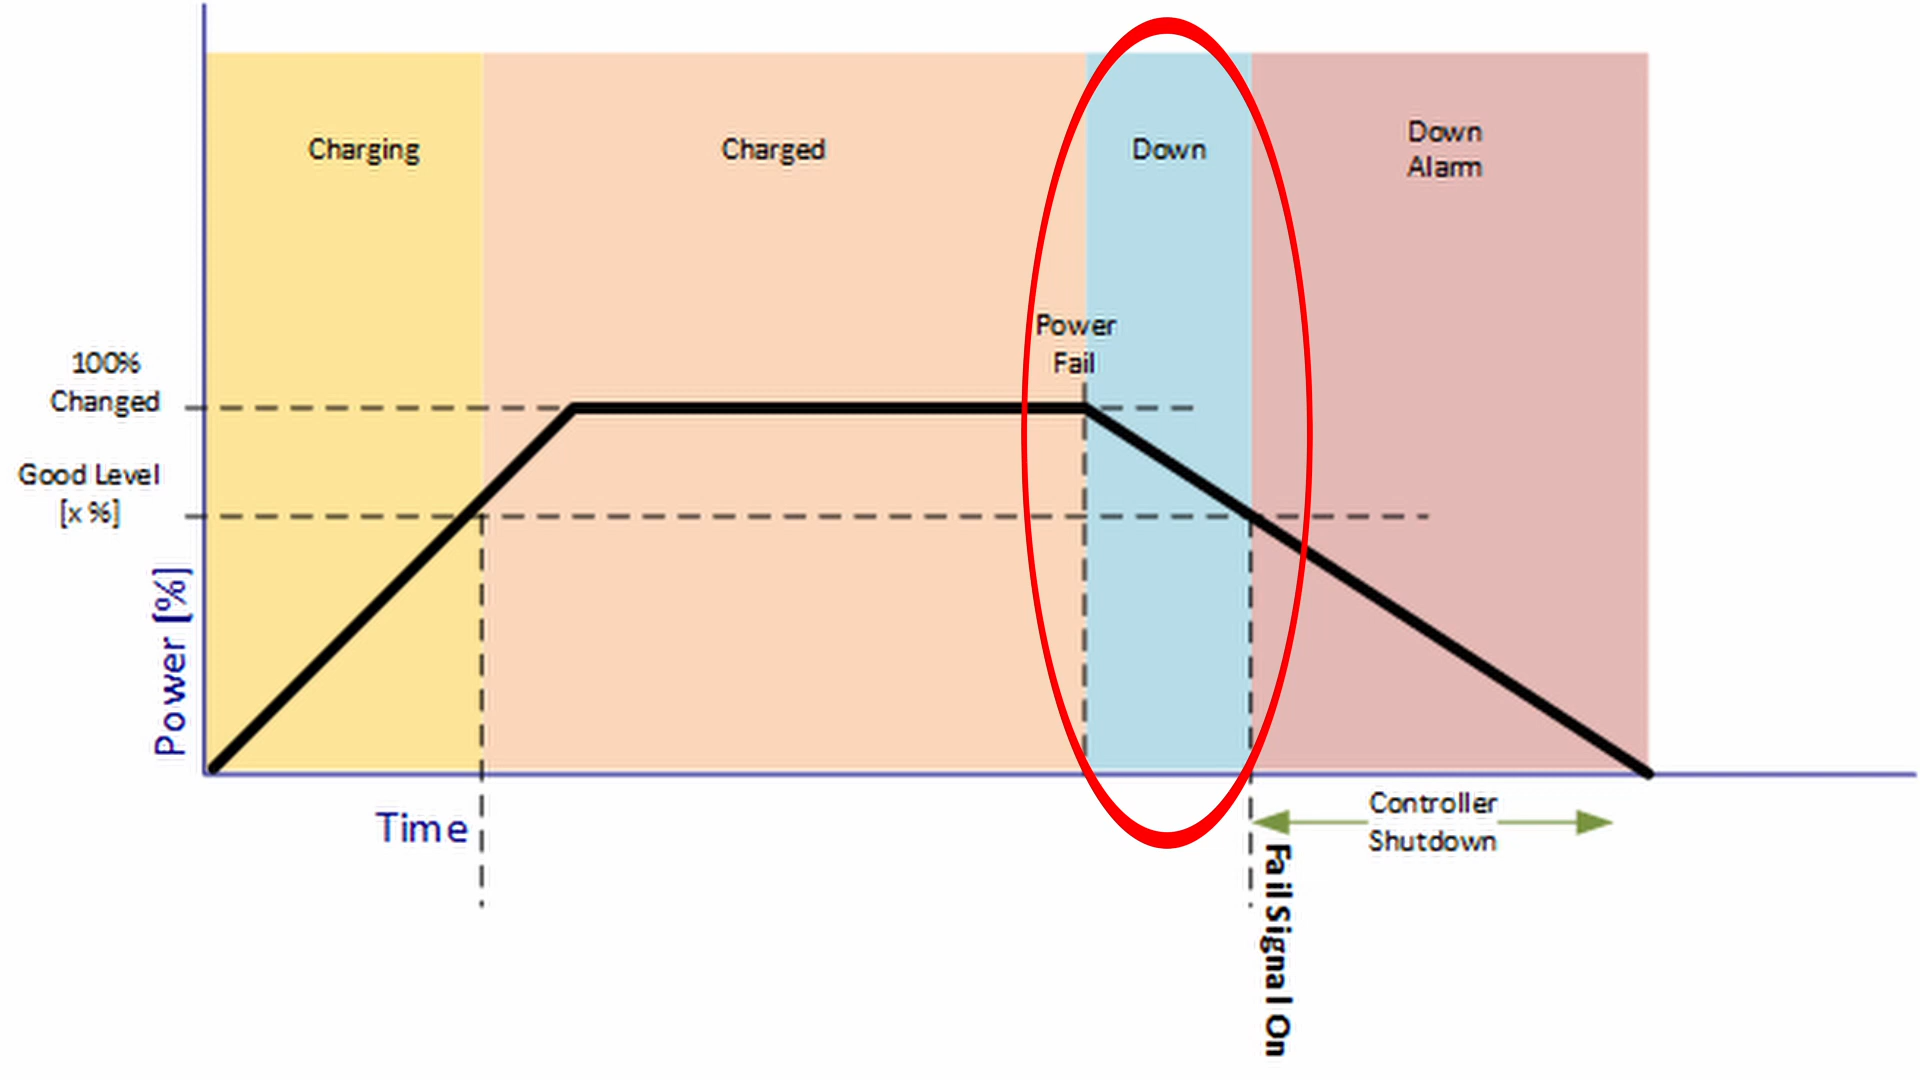 Charging
Charged
Down
Down
Alarm
Power
Fail
100%
Changed
Good Level
[x %]
Power [%]
Time
Controller
Shutdown
Fail Signal On